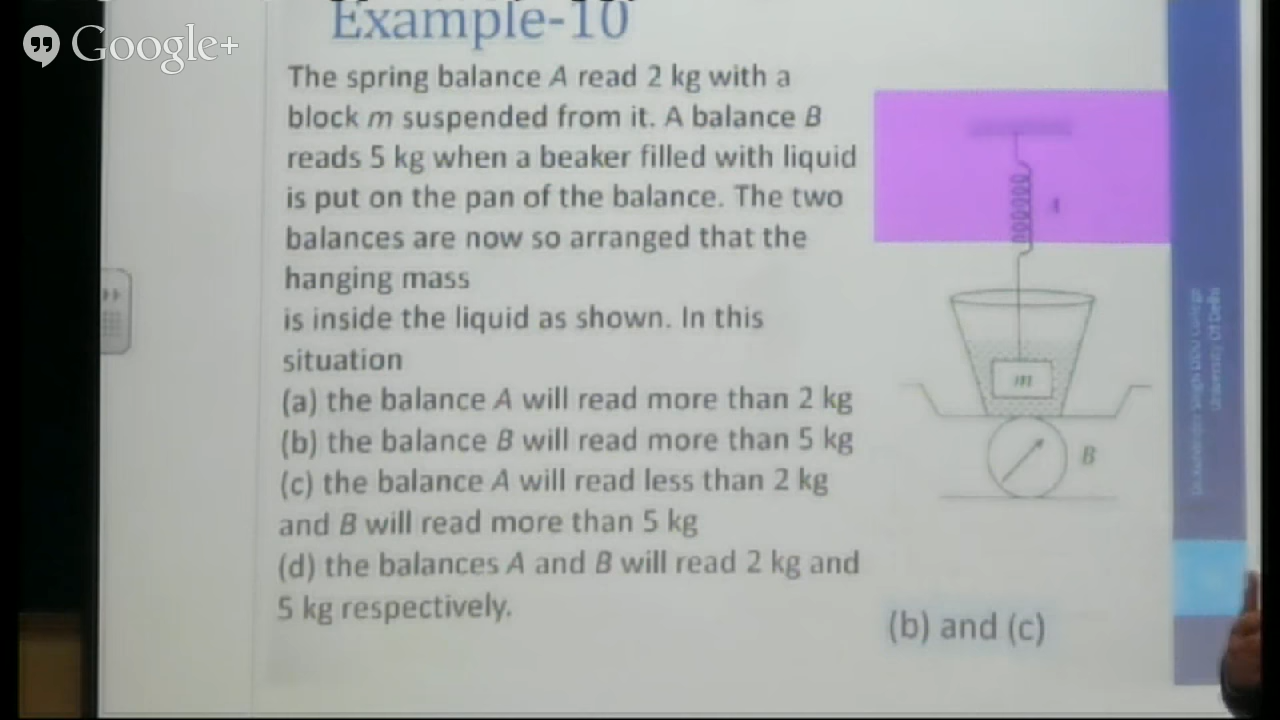 Google+
Example-10
The spring balance A read 2 kg with a
block m suspended from it. A balance B
reads 5 kg when a beaker filled with liquid
is put on the pan of the balance. The two
balances are now so arranged that the
hanging mass
is inside the liquid as shown. In this
situation
(a) the balance A will read more than 2 kg
(b) the balance B will read more than 5 kg
(c) the balance A will read less than 2 kg
and B will read more than 5 kg
(d) the balances A and B will read 2 kg and
5 kg respectively.
A
m
B
(b) and (c)
University Of Delhi